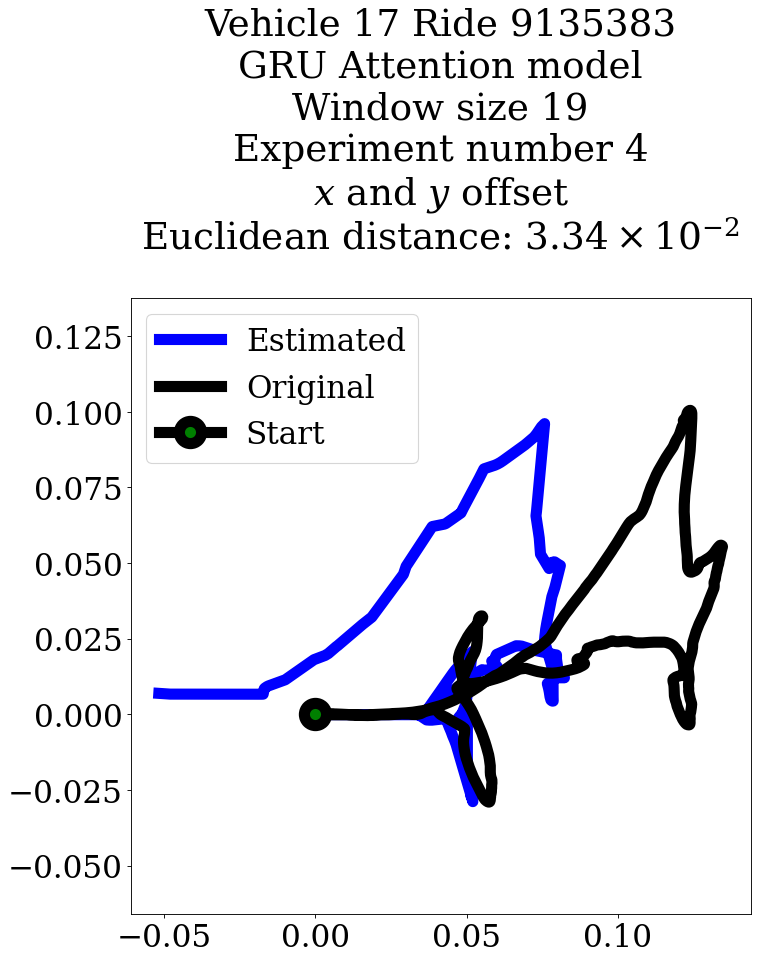 Vehicle 17 Ride 9135383
GRU Attention model
Window size 19
Experiment number 4
x and y offset
Euclidean distance: 3.34 × 10⁻²
Estimated
Original
Start
0.125
0.100
0.075
0.050
0.025
0.000
−0.025
−0.050
−0.05 0.00 0.05 0.10